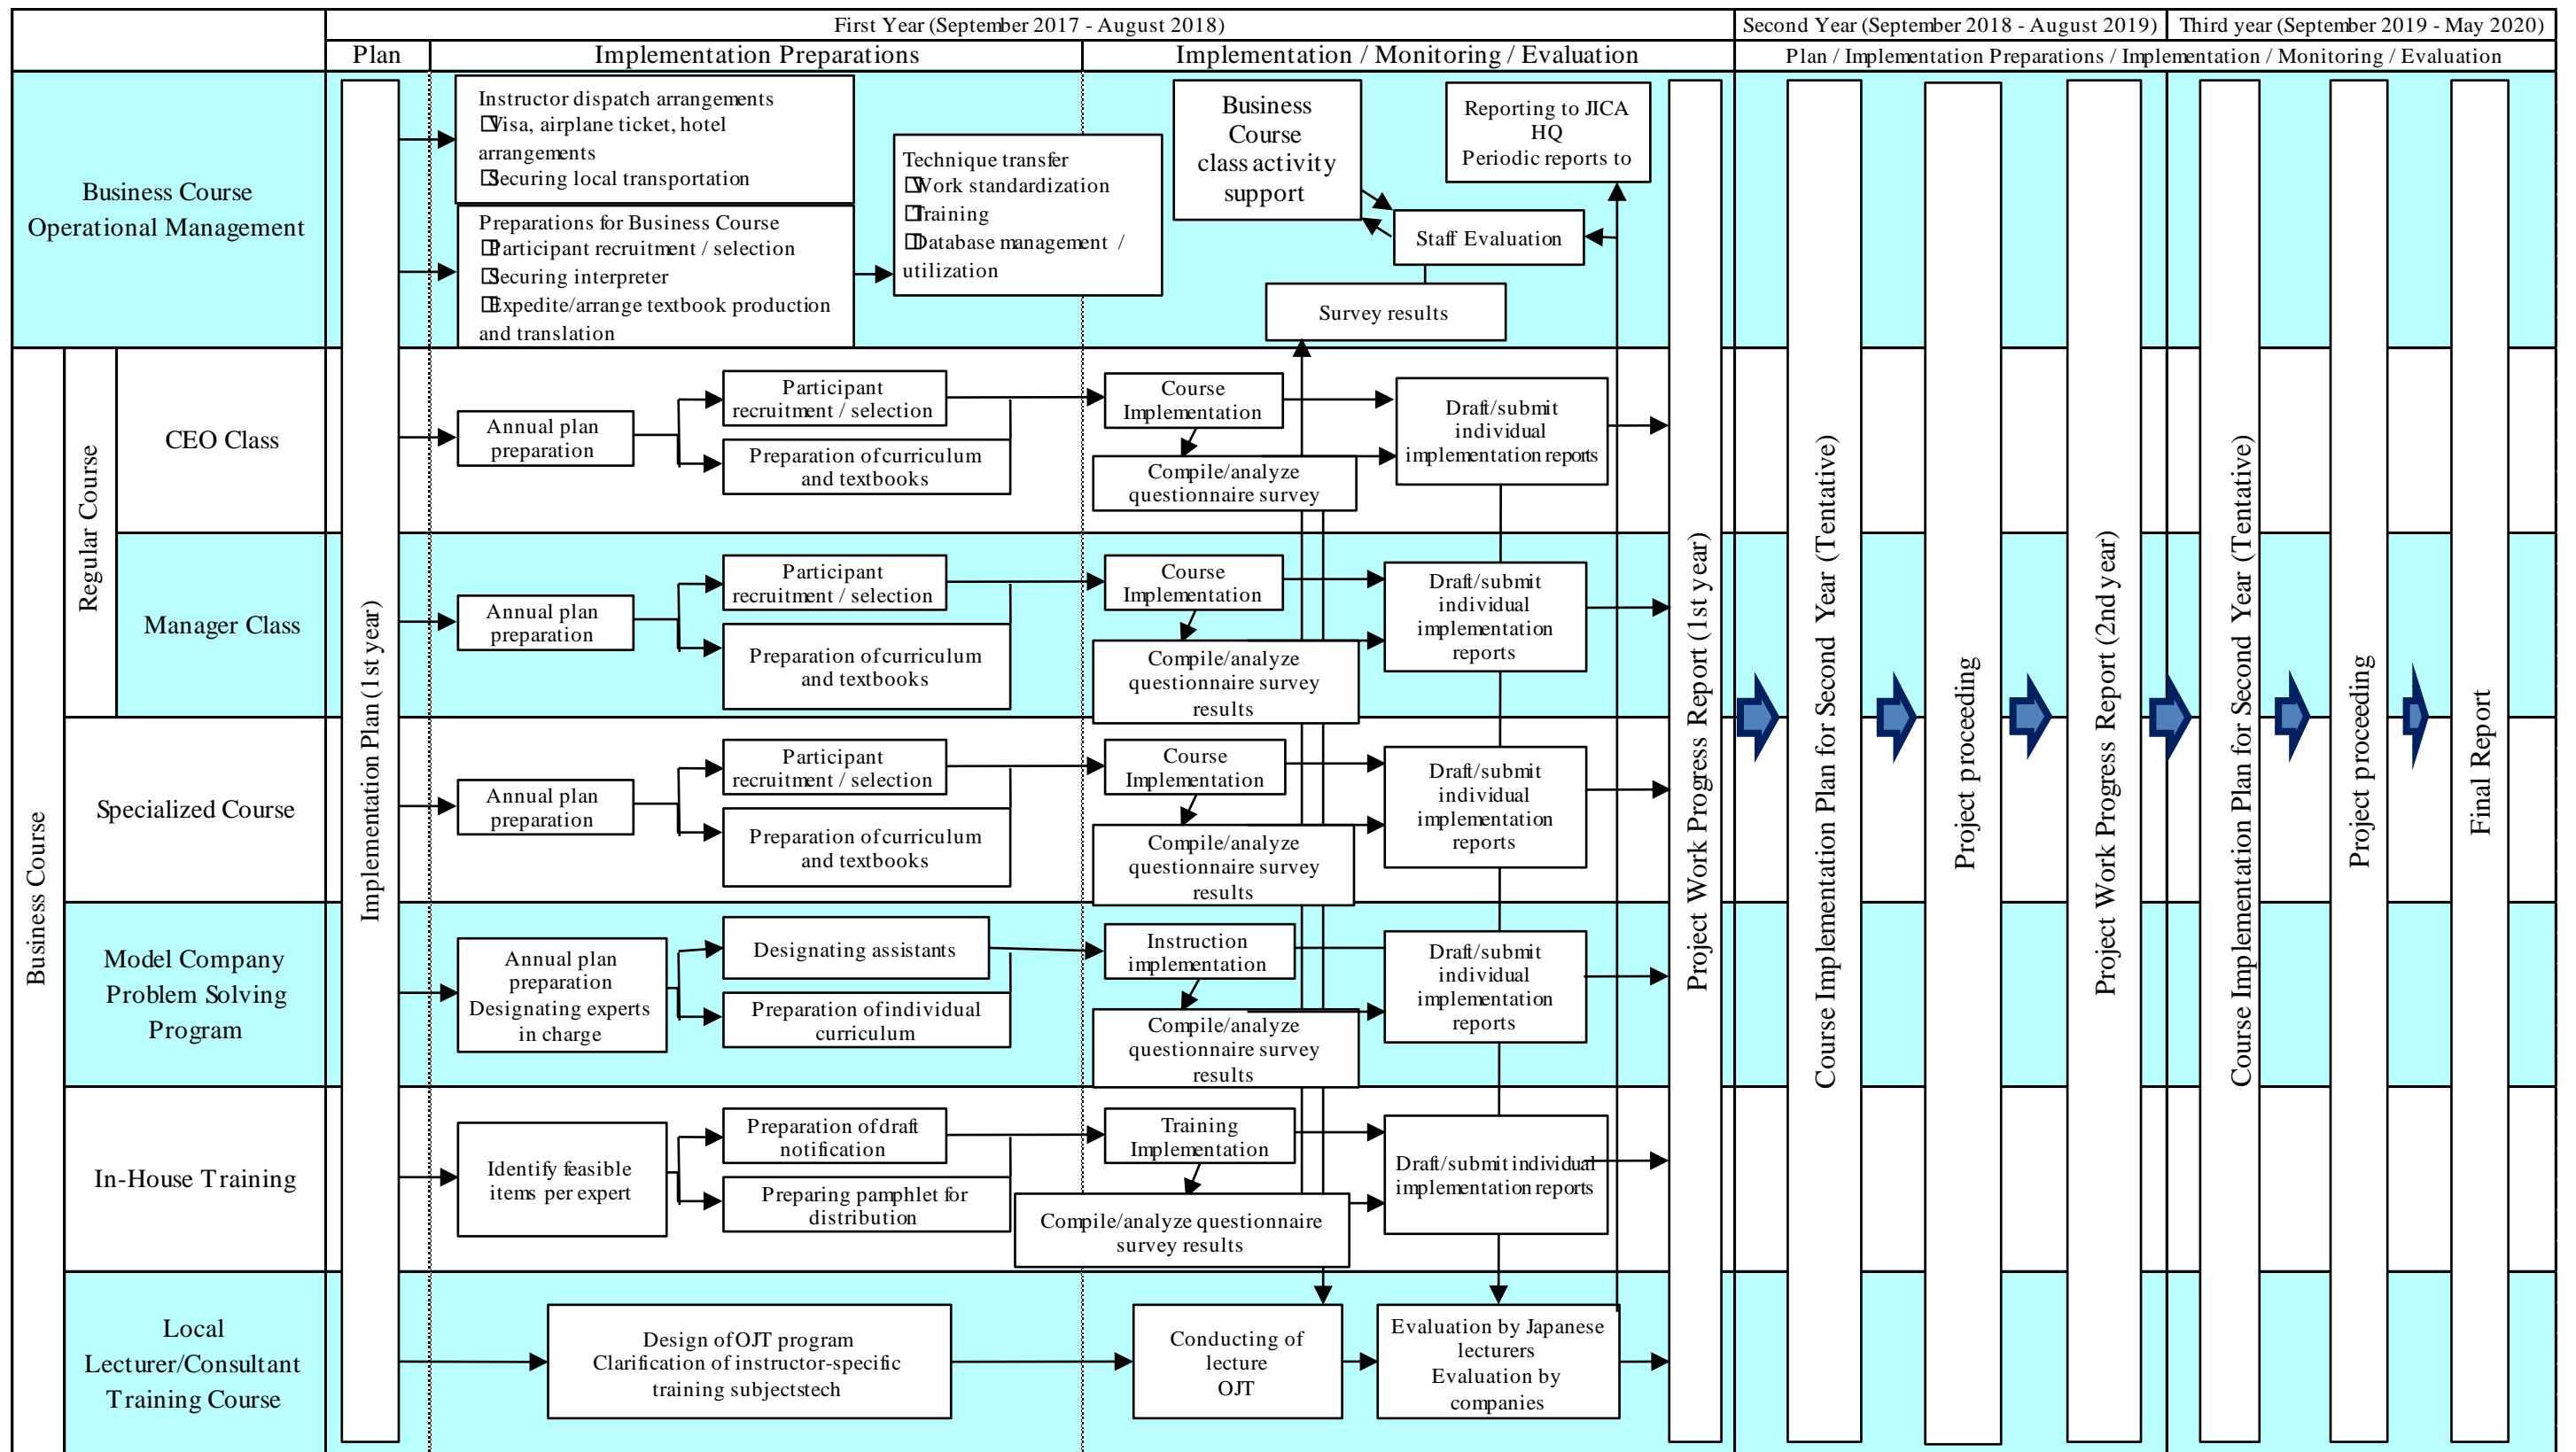 First Year (September 2017 - August 2018)
Second Year (September 2018 - August 2019)
Third year (September 2019 - May 2020)
Plan
Implementation Preparations
Implementation / Monitoring / Evaluation
Plan / Implementation Preparations / Implementation / Monitoring / Evaluation
Business Course
Operational Management
Instructor dispatch arrangements
Visa, airplane ticket, hotel
arrangements
Securing local transportation
Preparations for Business Course
Participant recruitment / selection
Securing interpreter
Expedite/arrange textbook production
and translation
Technique transfer
Work standardization
Training
Database management /
utilization
Business
Course
class activity
support
Reporting to JICA
HQ
Periodic reports to
Staff Evaluation
Survey results
Business Course
Regular Course
CEO Class
Annual plan
preparation
Participant
recruitment / selection
Preparation of curriculum
and textbooks
Course
Implementation
Compile/analyze
questionnaire survey
Draft/submit
individual
implementation reports
Manager Class
Annual plan
preparation
Participant
recruitment / selection
Preparation of curriculum
and textbooks
Course
Implementation
Compile/analyze
questionnaire survey
results
Draft/submit
individual
implementation
reports
Specialized Course
Annual plan
preparation
Participant
recruitment / selection
Preparation of curriculum
and textbooks
Course
Implementation
Compile/analyze
questionnaire survey
results
Draft/submit
individual
implementation
reports
Model Company
Problem Solving
Program
Annual plan
preparation
Designating experts
in charge
Designating assistants
Preparation of individual
curriculum
Instruction
implementation
Compile/analyze
questionnaire survey
results
Draft/submit
individual
implementation
reports
In-House Training
Identify feasible
items per expert
Preparation of draft
notification
Preparing pamphlet for
distribution
Training
Implementation
Compile/analyze questionnaire
survey results
Draft/submit individual
implementation reports
Local
Lecturer/Consultant
Training Course
Design of OJT program
Clarification of instructor-specific
training subjectstech
Conducting of
lecture
OJT
Evaluation by Japanese
lecturers
Evaluation by
companies
Implementation Plan (1st year)
Project Work Progress Report (1st year)
Course Implementation Plan for Second Year (Tentative)
Project proceeding
Project Work Progress Report (2nd year)
Course Implementation Plan for Second Year (Tentative)
Project proceeding
Final Report